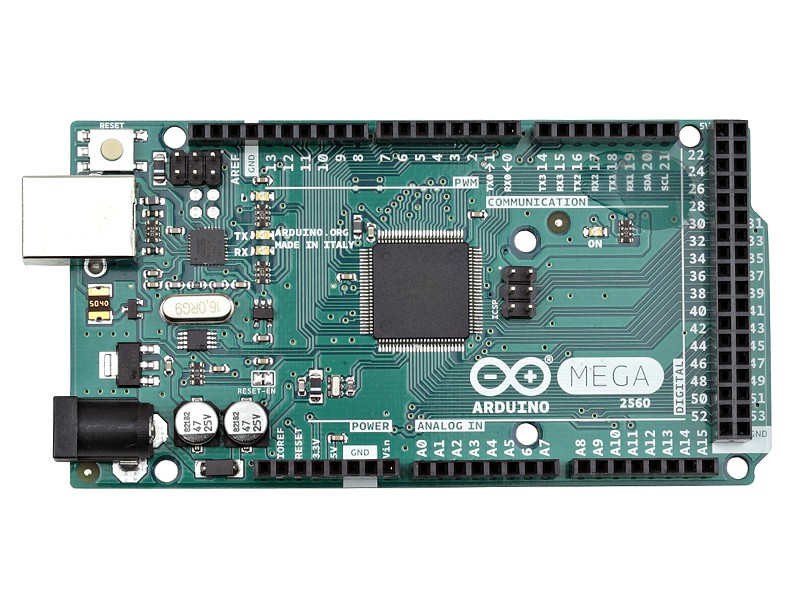 RESET
5V
AREF
GND
13
12
11
10
9
8
7
6
5
4
3
2
TX0→1
RX0←0
TX3 14
RX3 15
TX2 16
RX2 17
TX1 18
RX1 19
SDA 20
SCL 21
PWM
COMMUNICATION
L
TX
RX
ARDUINO.ORG
MADE IN ITALY
ON
ICSP
5040
16.0RG9
RESET-EN
82182
47
25V
82182
47
25V
MEGA
ARDUINO
2560
DIGITAL
22
24
26
28
30
32
34
36
38
40
42
44
46
48
50
52
31
33
35
37
39
41
43
45
47
49
51
53
GND
POWER
ANALOG IN
IOREF
RESET
3.3V
5V
GND
Vin
A0
A1
A2
A3
A4
A5
6
A7
A8
A9
A10
A11
A12
A13
A14
A15